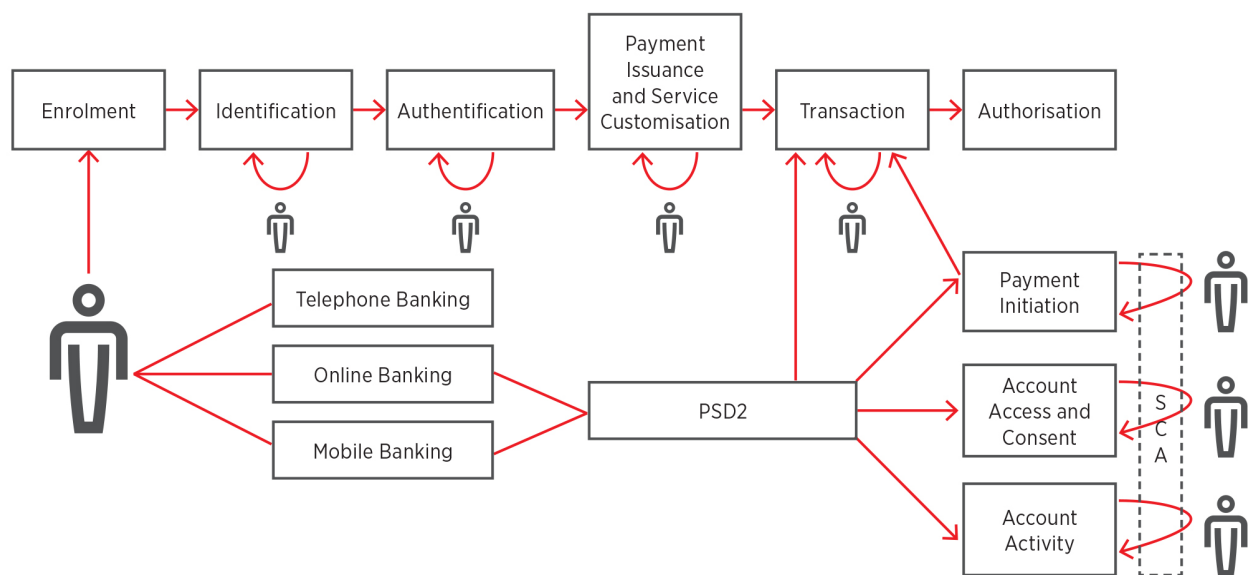 Enrolment
Identification
Authentification
Payment
Issuance
and Service
Customisation
Transaction
Authorisation
Telephone Banking
Online Banking
Mobile Banking
PSD2
Payment
Initiation
Account
Access and
Consent
Account
Activity
S
C
A